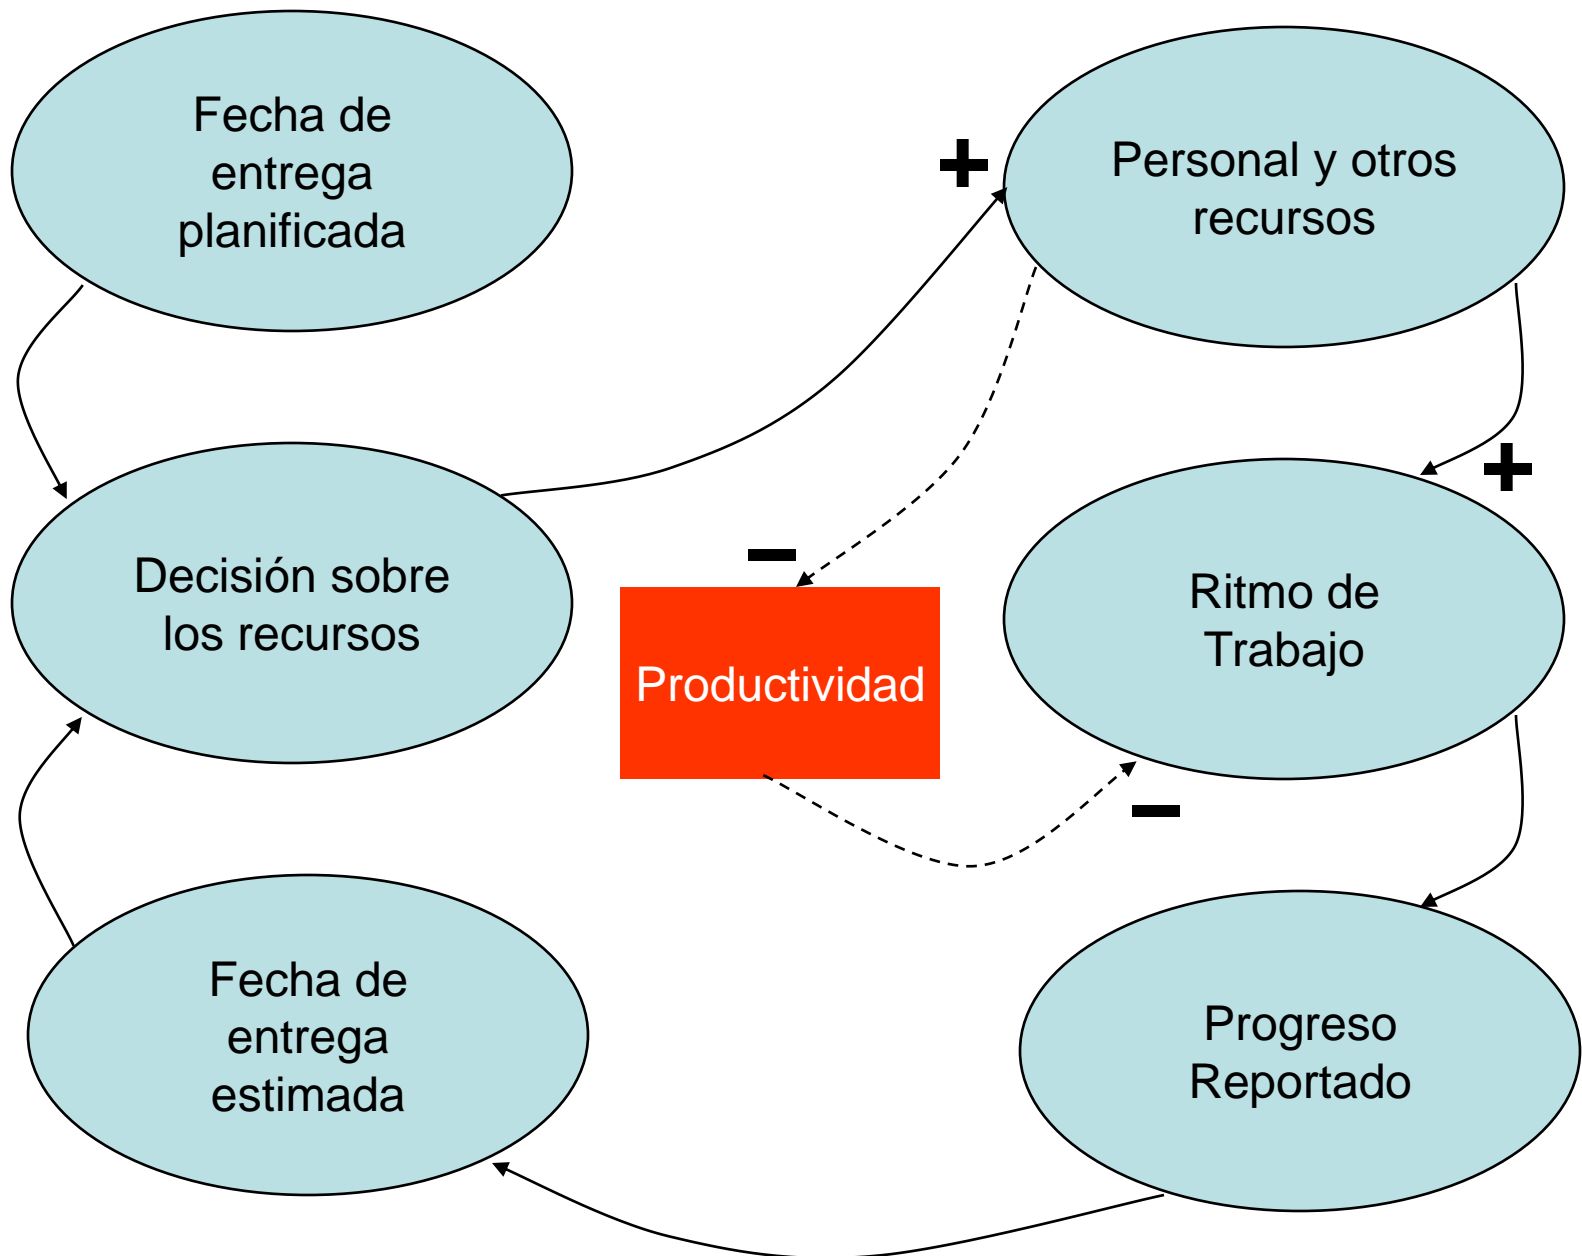 Fecha de
entrega
planificada
+
Personal y otros
recursos
Decisión sobre
los recursos
−
Productividad
+
Ritmo de
Trabajo
−
Fecha de
entrega
estimada
Progreso
Reportado